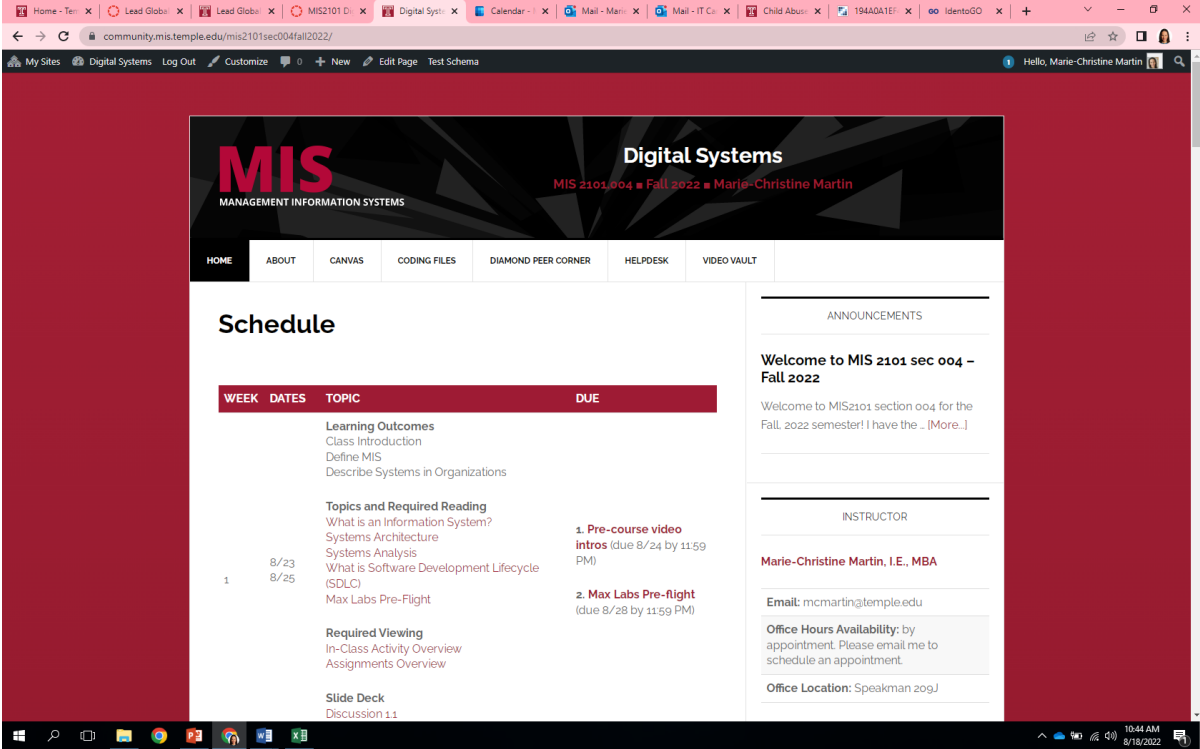 Home - Tem
Lead Global
Lead Global
MIS2101 Du
Digital Syste
Calendar -
Mail - Marie
Mail - IT Ca
Child Abuse
194A0A1EF
IdentoGO
community.mis.temple.edu/mis2101sec004fall2022/
My Sites
Digital Systems
Log Out
Customize
0
New
Edit Page
Test Schema
1
Hello, Marie-Christine Martin
MIS
MANAGEMENT INFORMATION SYSTEMS
Digital Systems
MIS 2101.004 ■ Fall 2022 ■ Marie-Christine Martin
HOME
ABOUT
CANVAS
CODING FILES
DIAMOND PEER CORNER
HELPDESK
VIDEO VAULT
Schedule
WEEK DATES TOPIC DUE
1
8/23
8/25
Learning Outcomes
Class Introduction
Define MIS
Describe Systems in Organizations
Topics and Required Reading
What is an Information System?
Systems Architecture
Systems Analysis
What is Software Development Lifecycle
(SDLC)
Max Labs Pre-Flight
Required Viewing
In-Class Activity Overview
Assignments Overview
Slide Deck
Discussion 1.1
1. Pre-course video
intros (due 8/24 by 11:59
PM)
2. Max Labs Pre-flight
(due 8/28 by 11:59 PM)
ANNOUNCEMENTS
Welcome to MIS 2101 sec 004 –
Fall 2022
Welcome to MIS2101 section 004 for the
Fall, 2022 semester! I have the … [More...]
INSTRUCTOR
Marie-Christine Martin, I.E., MBA
Email: mcmartin@temple.edu
Office Hours Availability: by
appointment. Please email me to
schedule an appointment.
Office Location: Speakman 209J
10:44 AM
8/18/2022
1